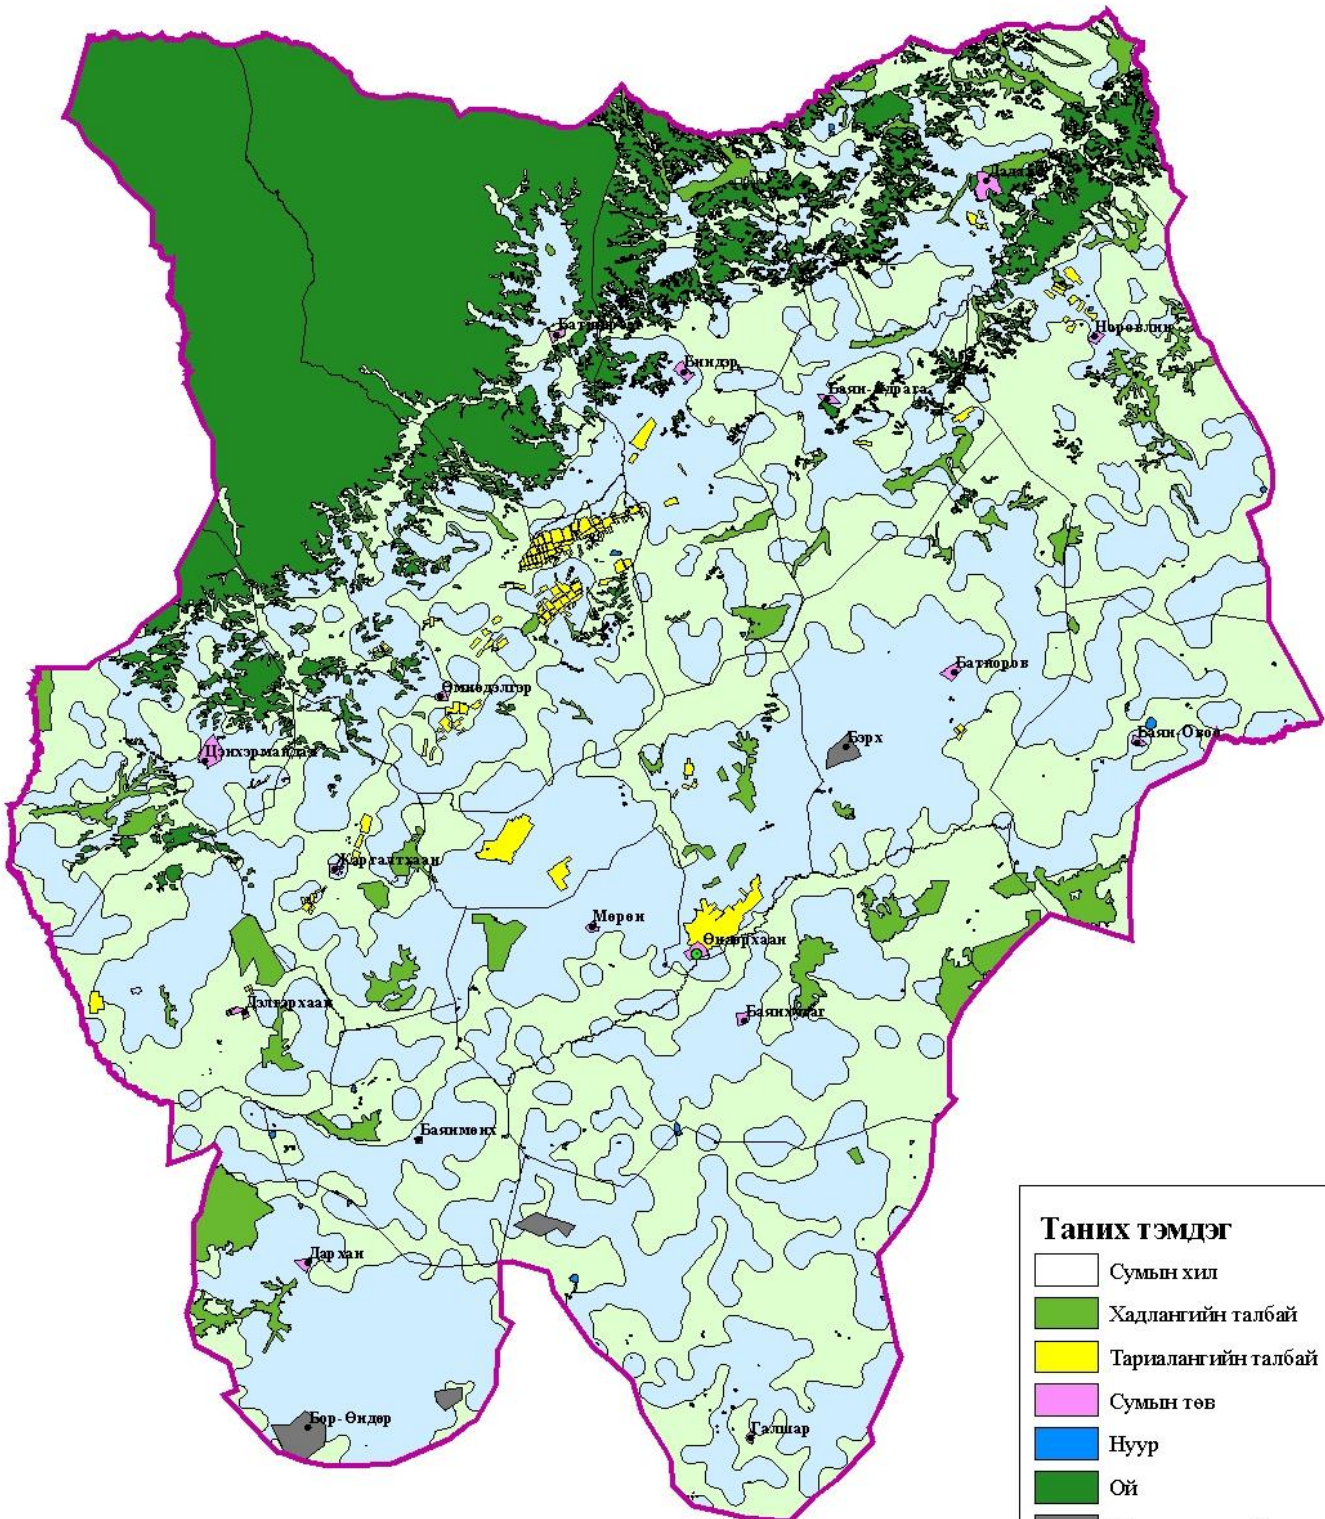 Дадал
Батширээт
Норовлин
Биндэр
Баян-Адрага
Батноров
Өмнөдэлгэр
Баян-Овоо
Бэрх
Цэнхэрмандал
Жаргалтхаан
Мөрөн
Өндөрхаан
Дэлгэрхаан
Баянхутаг
Баянмөнх
Дархан
Бор-Өндөр
Галшар
Таних тэмдэг
Сумын хил
Хадлангийн талбай
Тариалангийн талбай
Сумын төв
Нуур
Ой